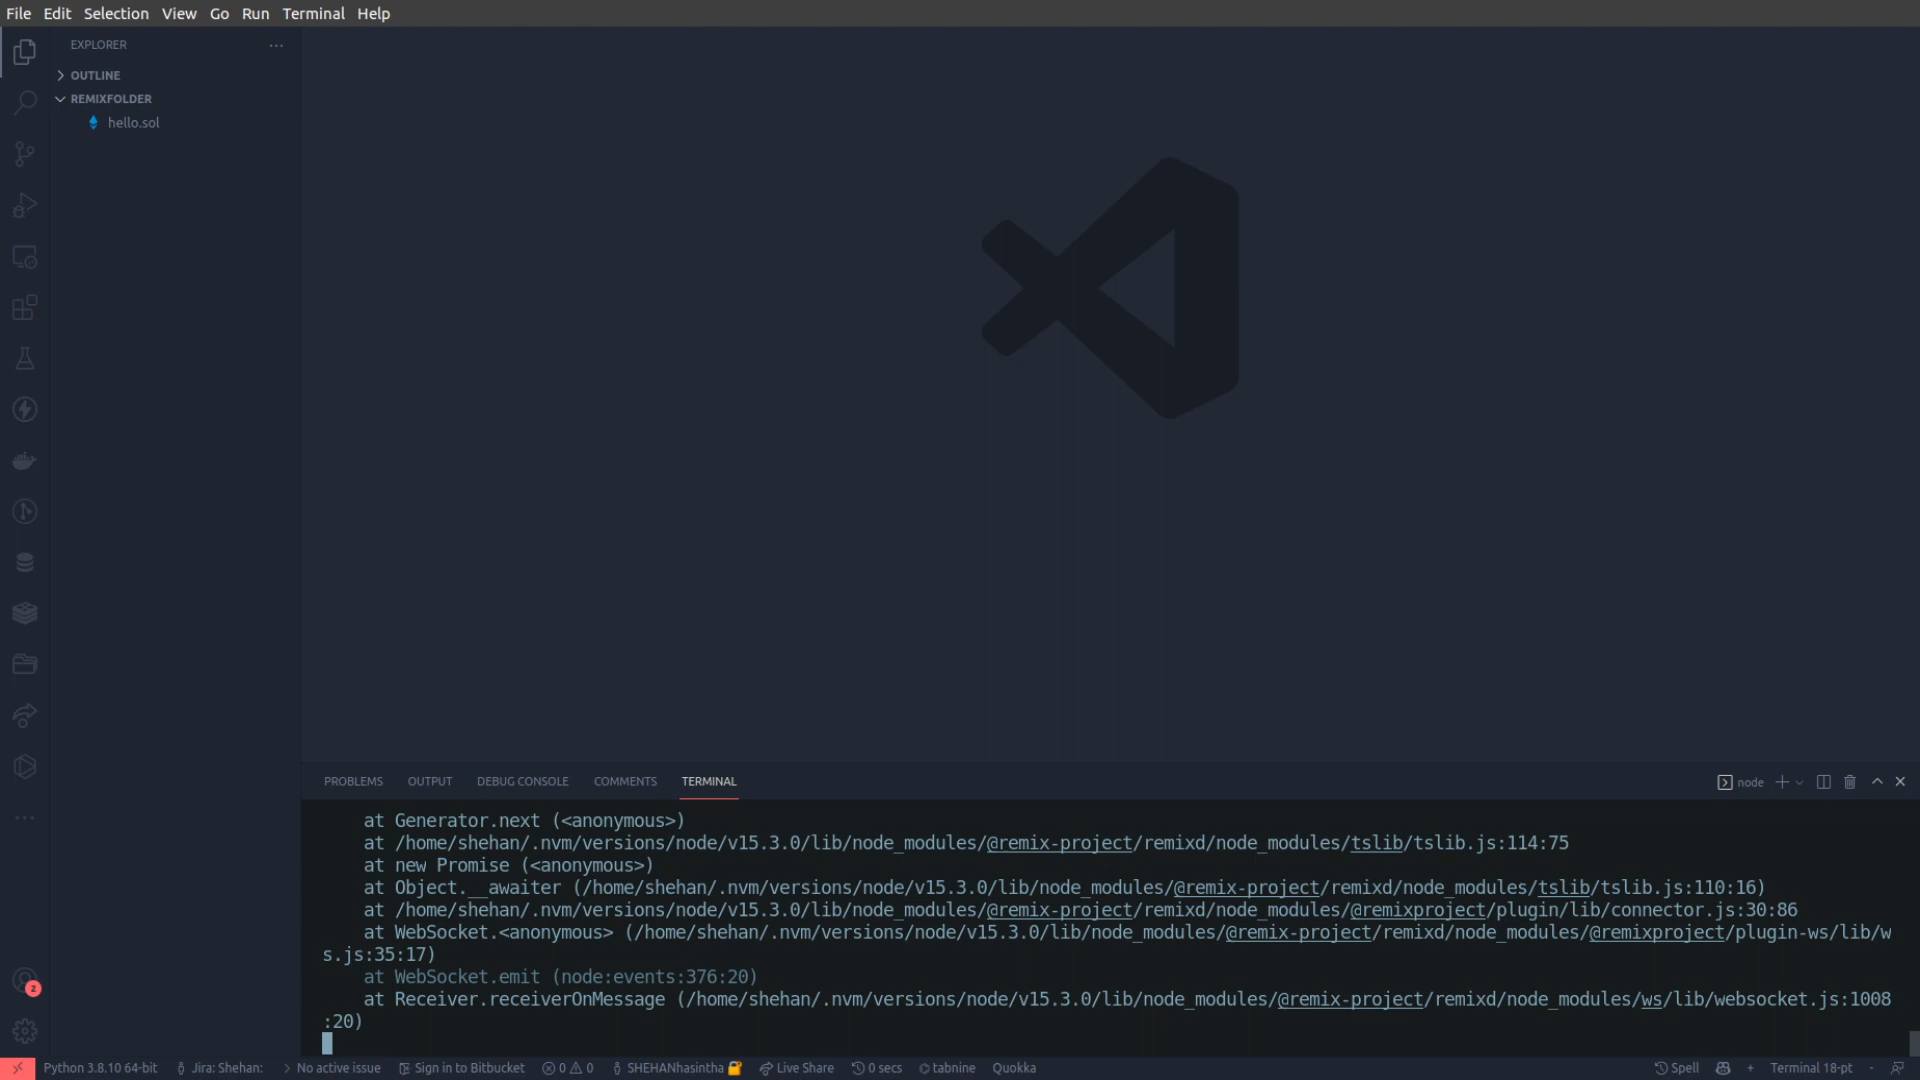 File Edit Selection View Go Run Terminal Help
EXPLORER
OUTLINE
REMIXFOLDER
hello.sol
PROBLEMS OUTPUT DEBUG CONSOLE COMMENTS TERMINAL node
at Generator.next (<anonymous>)
at /home/shehan/.nvm/versions/node/v15.3.0/lib/node_modules/@remix-project/remixd/node_modules/tslib/tslib.js:114:75
at new Promise (<anonymous>)
at Object.__awaiter (/home/shehan/.nvm/versions/node/v15.3.0/lib/node_modules/@remix-project/remixd/node_modules/tslib/tslib.js:110:16)
at /home/shehan/.nvm/versions/node/v15.3.0/lib/node_modules/@remix-project/remixd/node_modules/@remixproject/plugin/lib/connector.js:30:86
at WebSocket.<anonymous> (/home/shehan/.nvm/versions/node/v15.3.0/lib/node_modules/@remix-project/remixd/node_modules/@remixproject/plugin-ws/lib/w
s.js:35:17)
at WebSocket.emit (node:events:376:20)
at Receiver.receiverOnMessage (/home/shehan/.nvm/versions/node/v15.3.0/lib/node_modules/@remix-project/remixd/node_modules/ws/lib/websocket.js:1008
:20)
2
Python 3.8.10 64-bit Jira: Shehan: No active issue Sign in to Bitbucket 0 0 SHEHANhasintha Live Share 0 secs tabnine Quokka Spell + Terminal 18-pt -